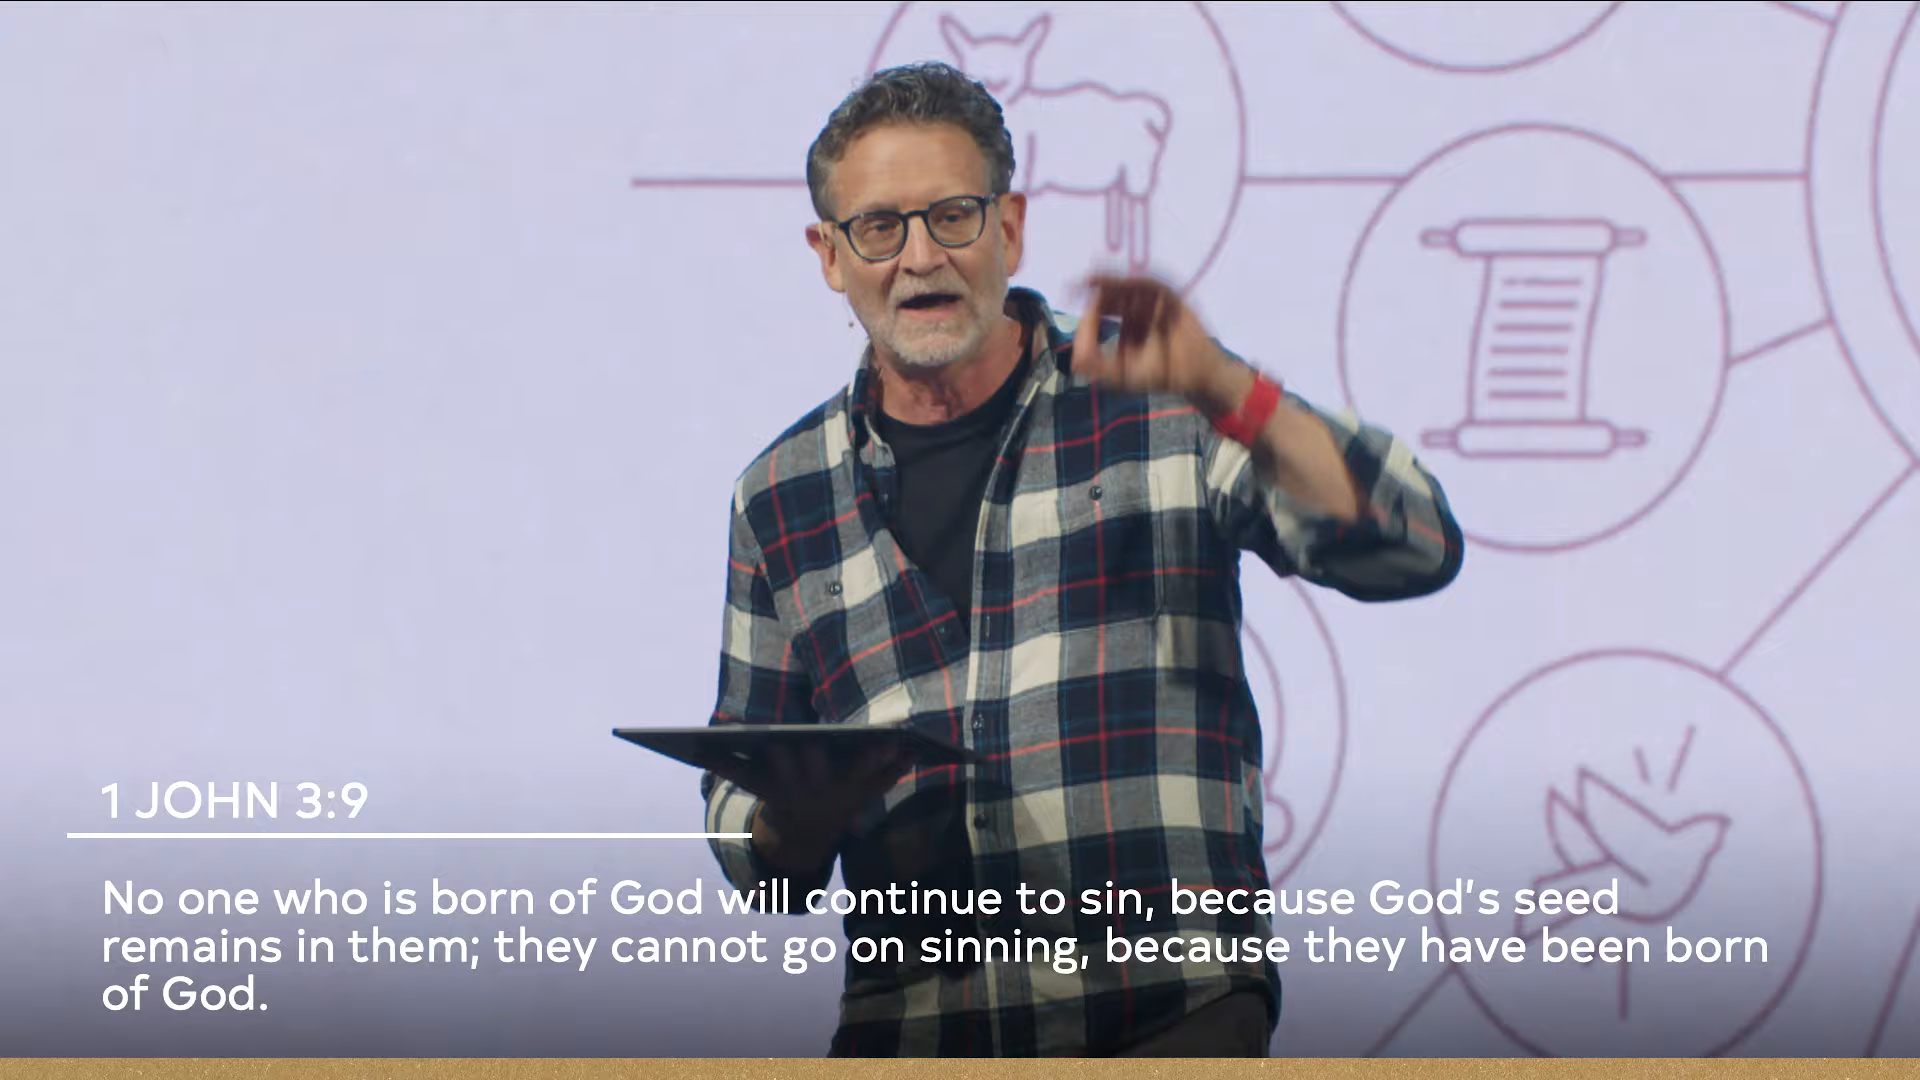 1 JOHN 3:9
No one who is born of God will continue to sin, because God's seed
remains in them; they cannot go on sinning, because they have been born
of God.